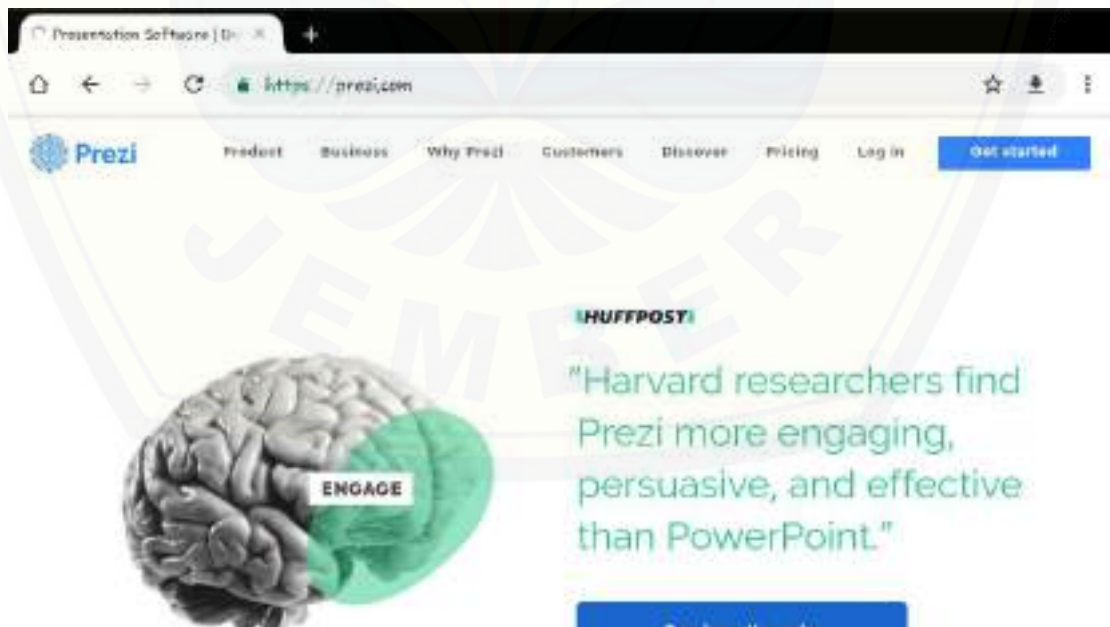 Presentation Software |
https://prezi.com
Prezi
Product Business Why Prezi Customers Discover Pricing Log in Get started
JEMBER
HUFFPOST
"Harvard researchers find
Prezi more engaging,
persuasive, and effective
than PowerPoint."
ENGAGE